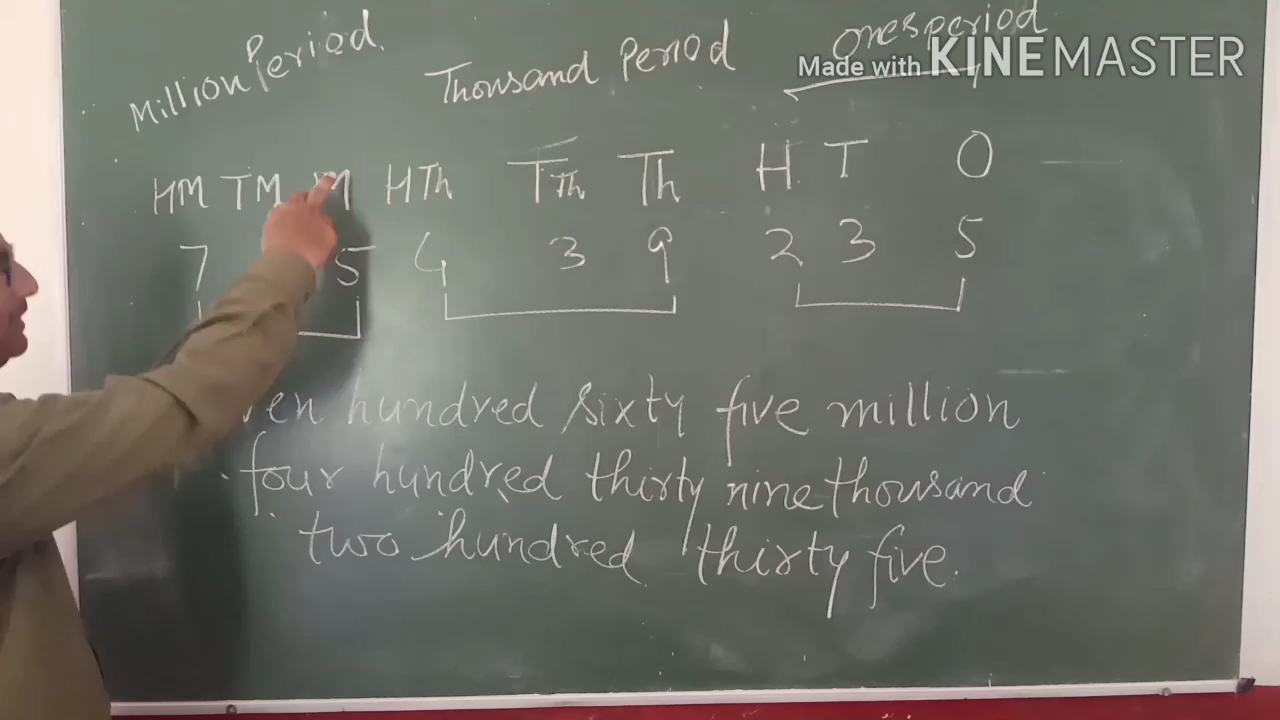 Million Period. Thousand Period Ones period
Made with KINEMASTER
HM TM M HTh TTh Th H T O
7 5 4 3 9 2 3 5
hundred sixty five million
four hundred thirty nine thousand
two hundred thirty five.